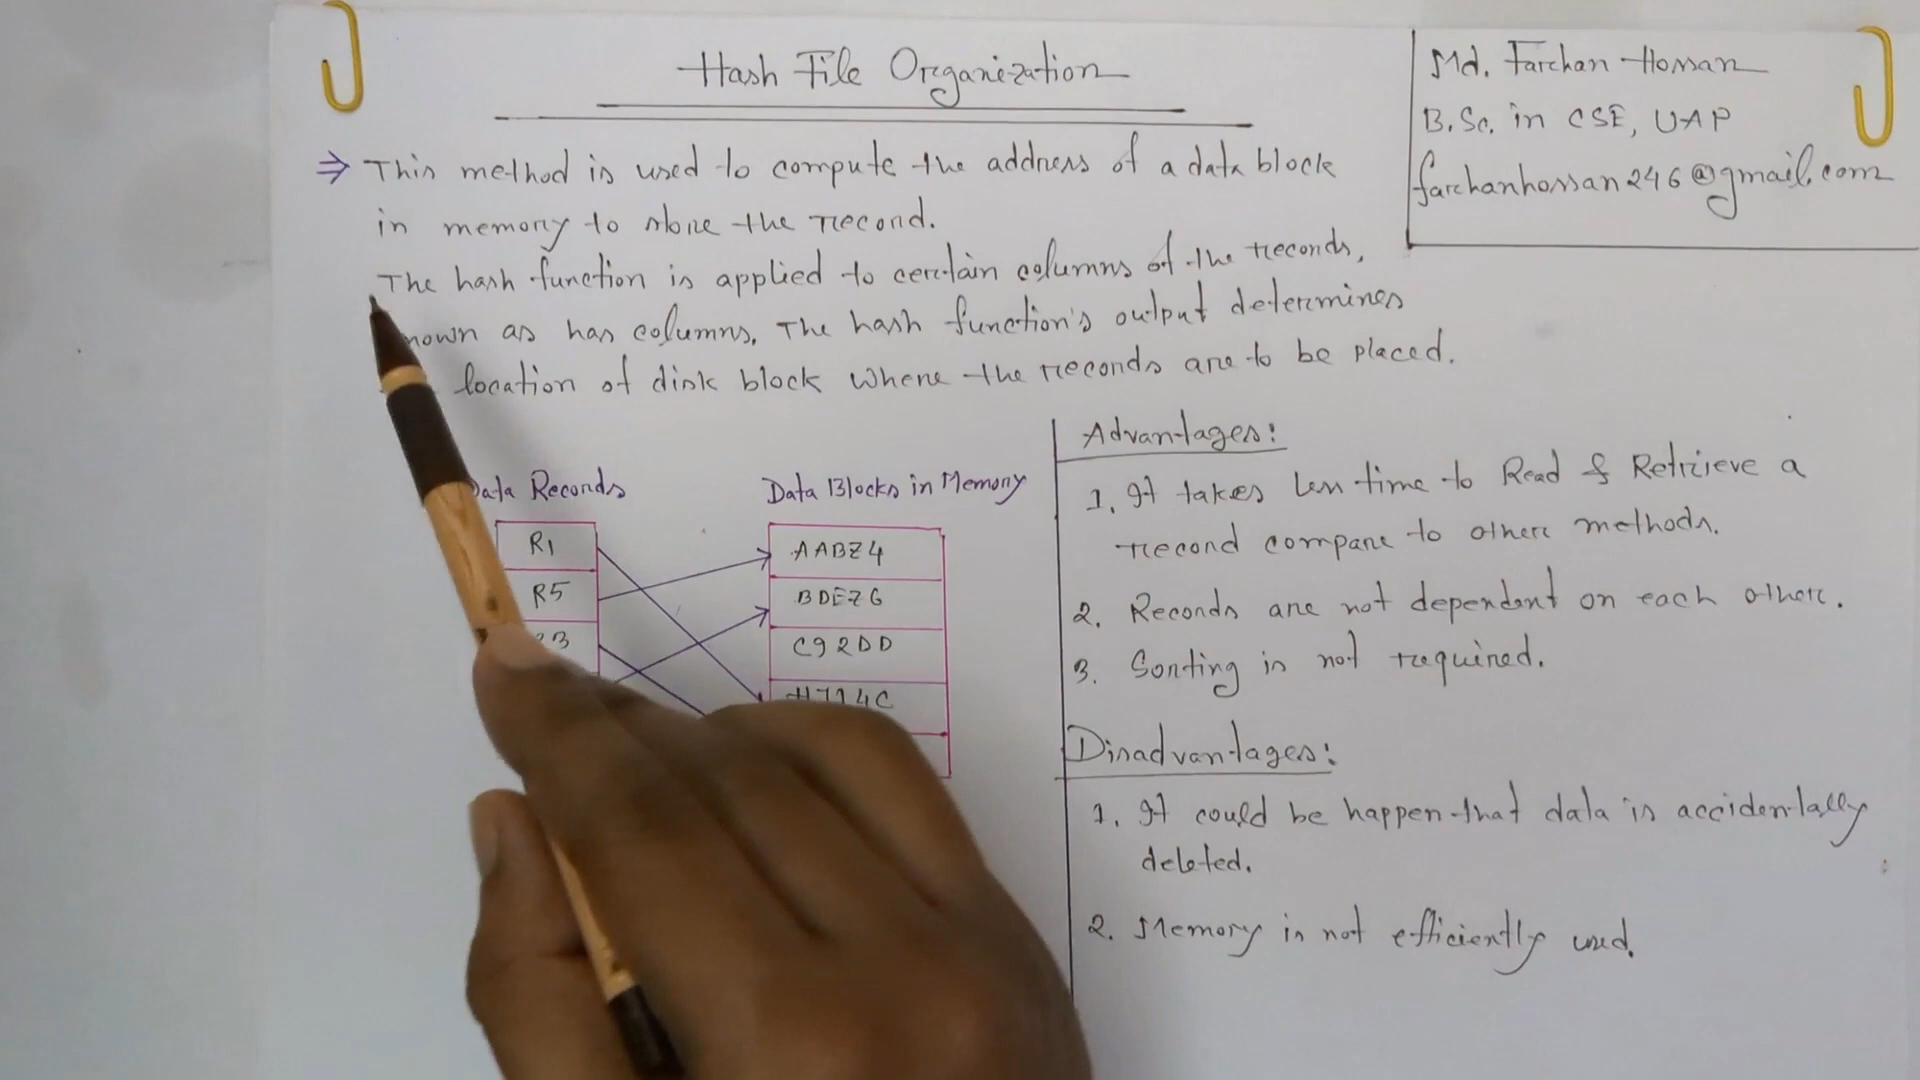 Hash File Organization
Md. Farhan Hossan
B.Sc. in CSE, UAP
farhanhossan246@gmail.com
⇒ This method is used to compute the address of a data block
in memory to store the record.
The hash function is applied to certain columns of the records,
known as has columns. The hash function's output determines
location of disk block where the records are to be placed.
Data Records
R1
R5
Data Blocks in Memory
AABZ4
BDEZ6
C92DD
Advantages:
1. It takes less time to Read & Retrieve a
record compare to other methods.
2. Records are not dependent on each other.
3. Sorting is not required.
Disadvantages:
1. It could be happen that data is accidentally
deleted.
2. Memory is not efficiently used.